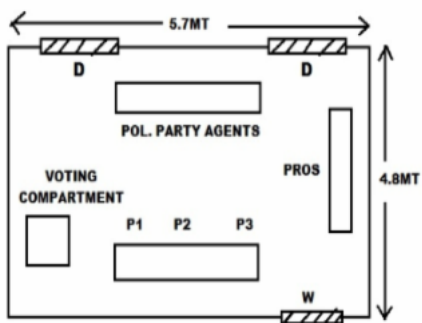 5.7MT
D D
POL. PARTY AGENTS
PROS
4.8MT
VOTING
COMPARTMENT
P1 P2 P3
W